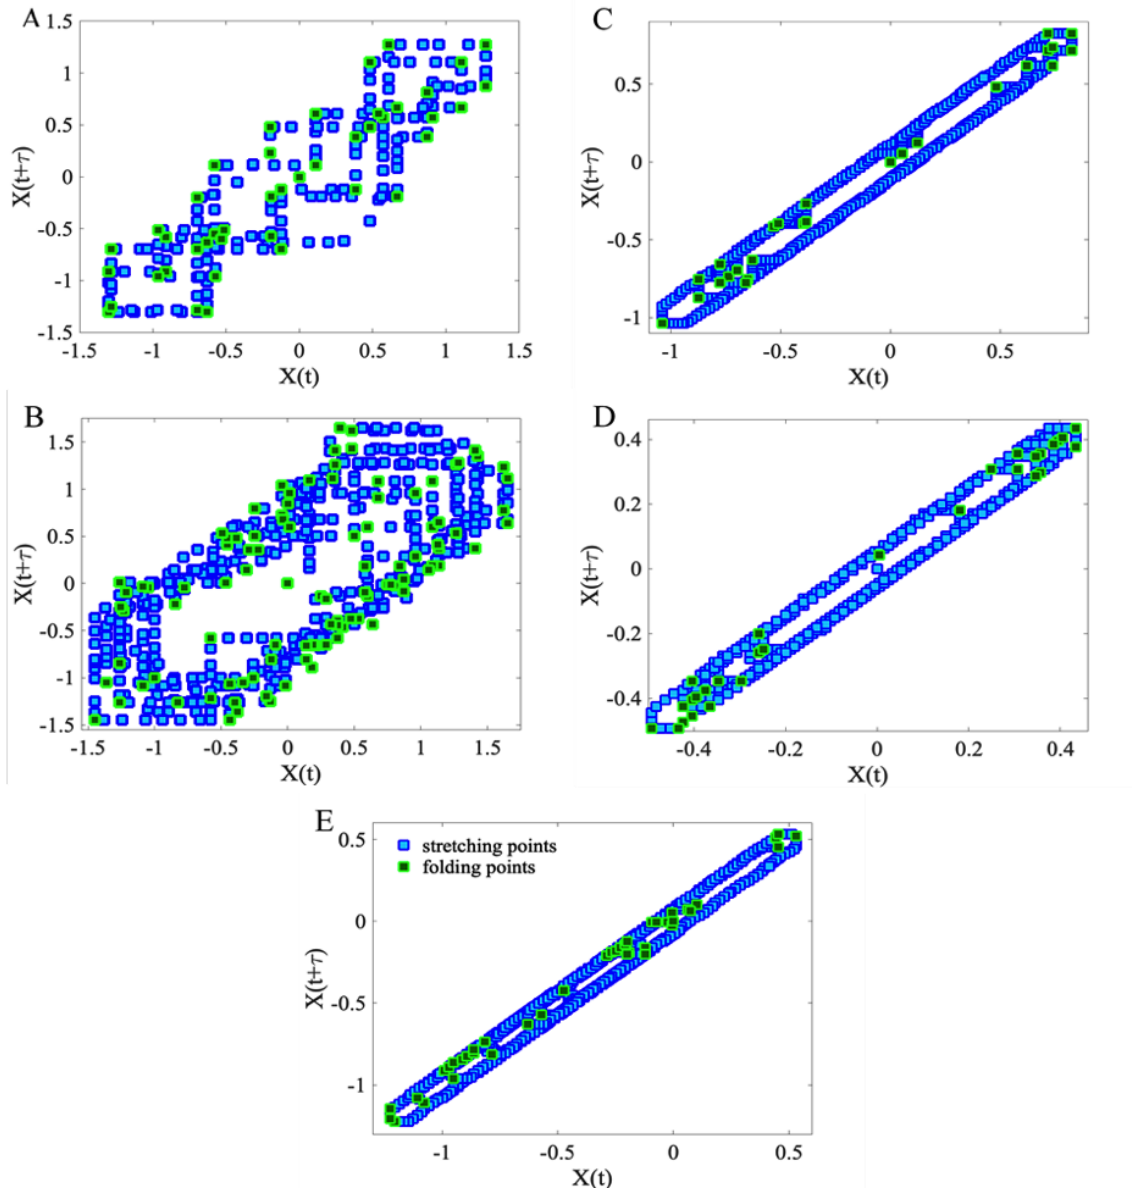 A
1.5
1
0.5
0
-0.5
-1
-1.5
-1.5 -1 -0.5 0 0.5 1 1.5
X(t+τ)
X(t)
C
0.5
0
-0.5
-1
-1 -0.5 0 0.5
X(t+τ)
X(t)
B
1.5
1
0.5
0
-0.5
-1
-1.5
-1.5 -1 -0.5 0 0.5 1 1.5
X(t+τ)
X(t)
D
0.4
0.2
0
-0.2
-0.4
-0.4 -0.2 0 0.2 0.4
X(t+τ)
X(t)
E
stretching points
folding points
0.5
0
-0.5
-1
-1 -0.5 0 0.5
X(t+τ)
X(t)